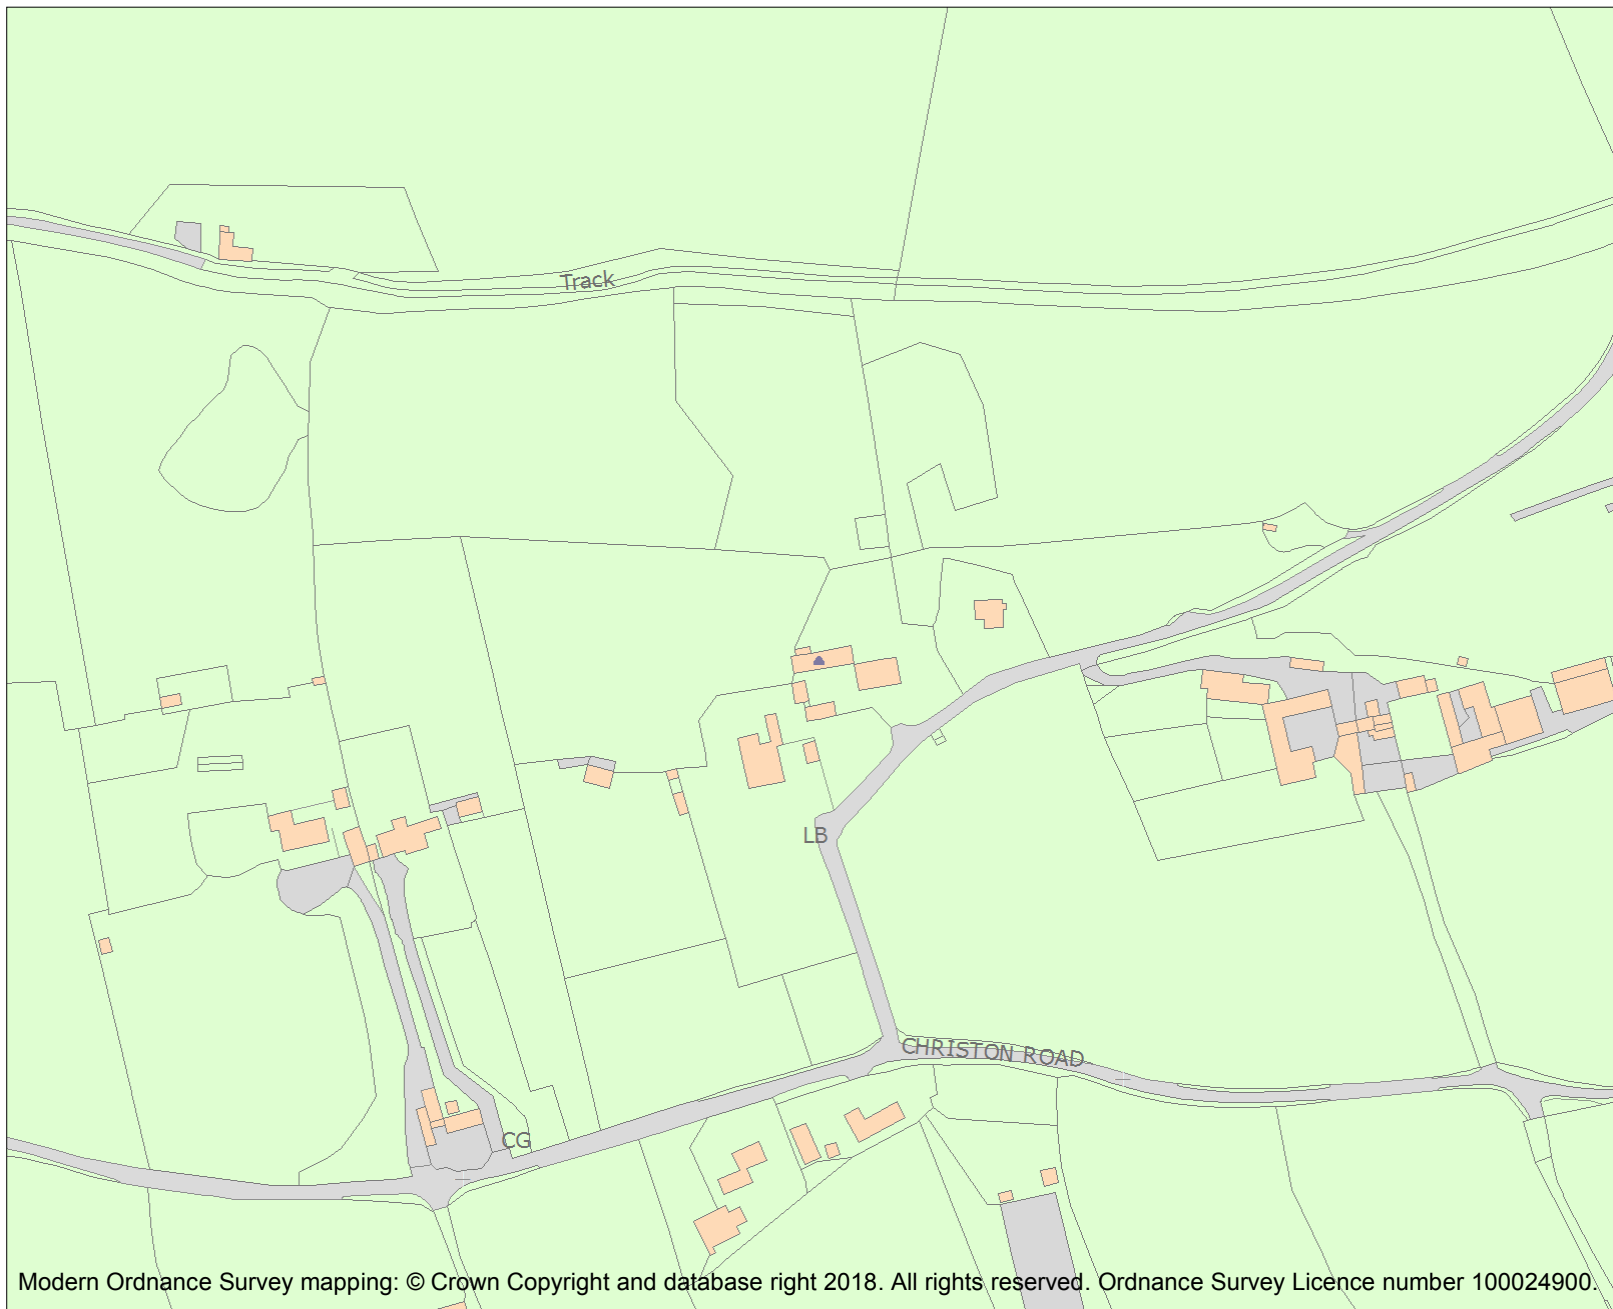 Track
LB
CHRISTON ROAD
CG
Modern Ordnance Survey mapping: © Crown Copyright and database right 2018. All rights reserved. Ordnance Survey Licence number 100024900.